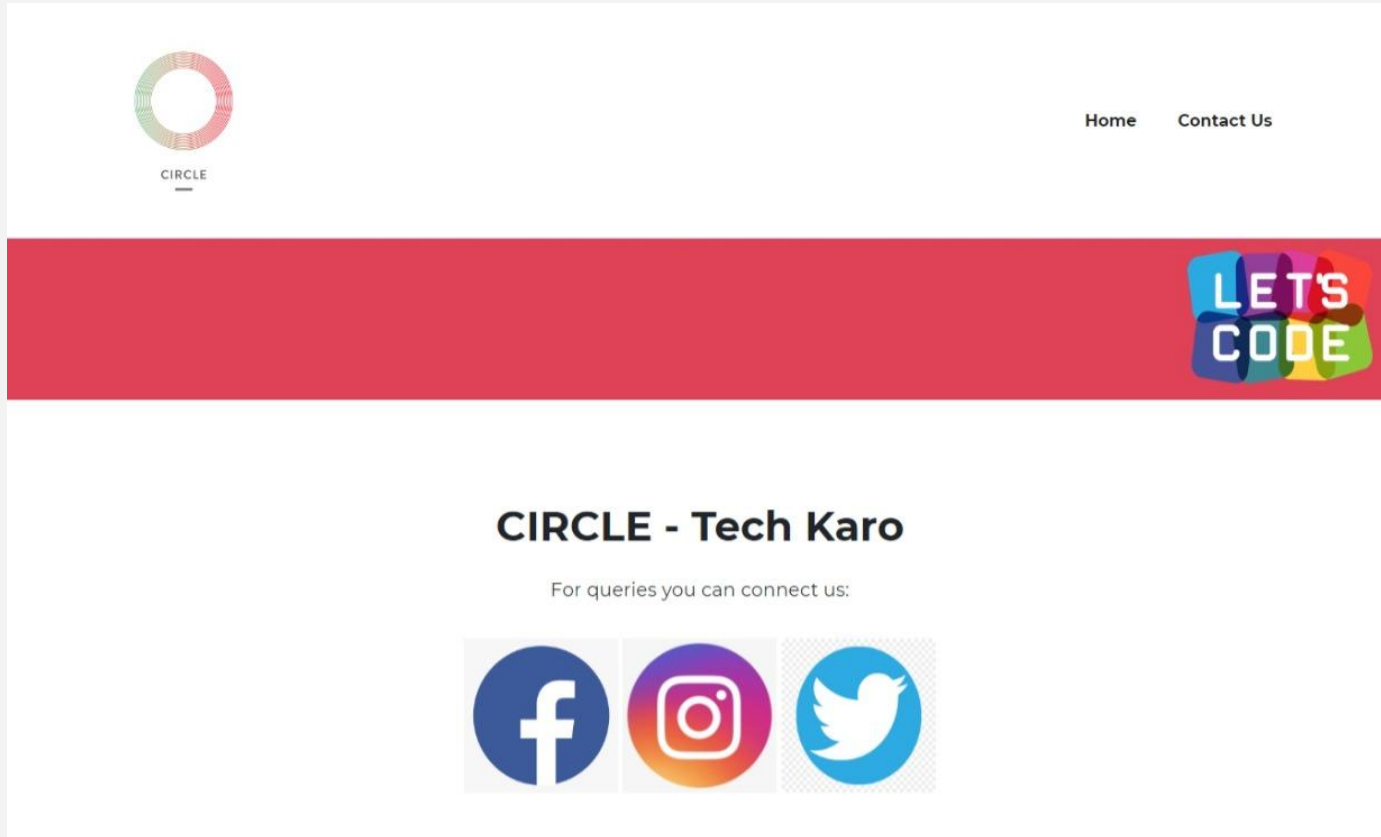 CIRCLE
Home Contact Us
LET'S
CODE
CIRCLE - Tech Karo
For queries you can connect us: